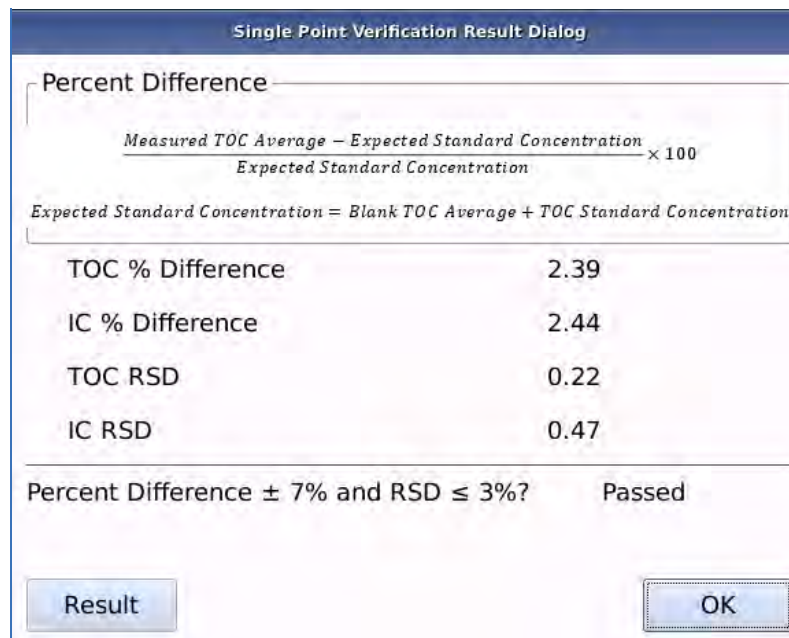 Single Point Verification Result Dialog
Percent Difference
Measured TOC Average − Expected Standard Concentration
Expected Standard Concentration
× 100
Expected Standard Concentration = Blank TOC Average + TOC Standard Concentration
TOC % Difference 2.39
IC % Difference 2.44
TOC RSD 0.22
IC RSD 0.47
Percent Difference ± 7% and RSD ≤ 3%? Passed
Result OK